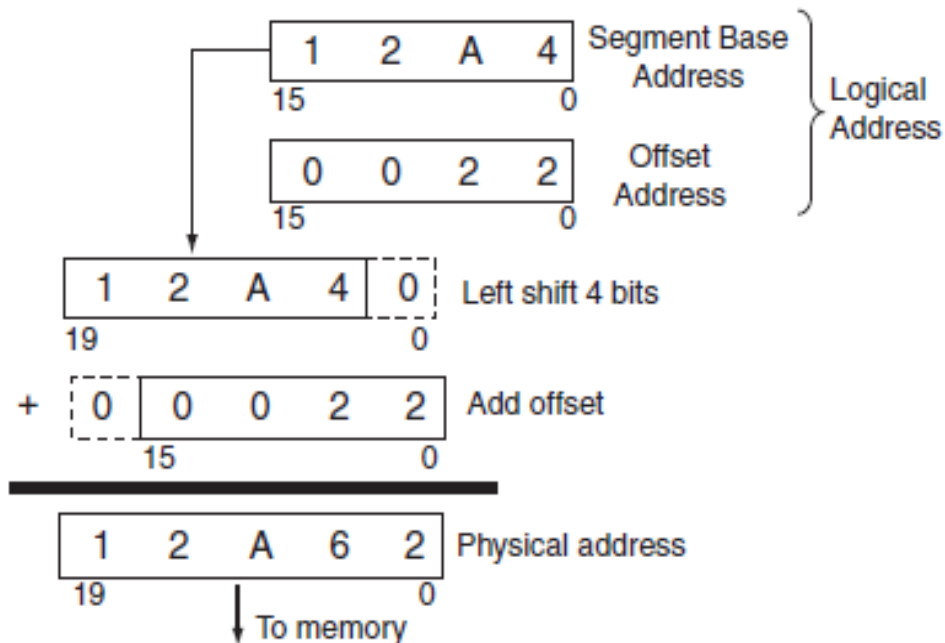 1 2 A 4 Segment Base Address
15 0
Logical Address
0 0 2 2 Offset Address
15 0
1 2 A 4 0 Left shift 4 bits
19 0
+ 0 0 0 2 2 Add offset
15 0
1 2 A 6 2 Physical address
19 0
To memory